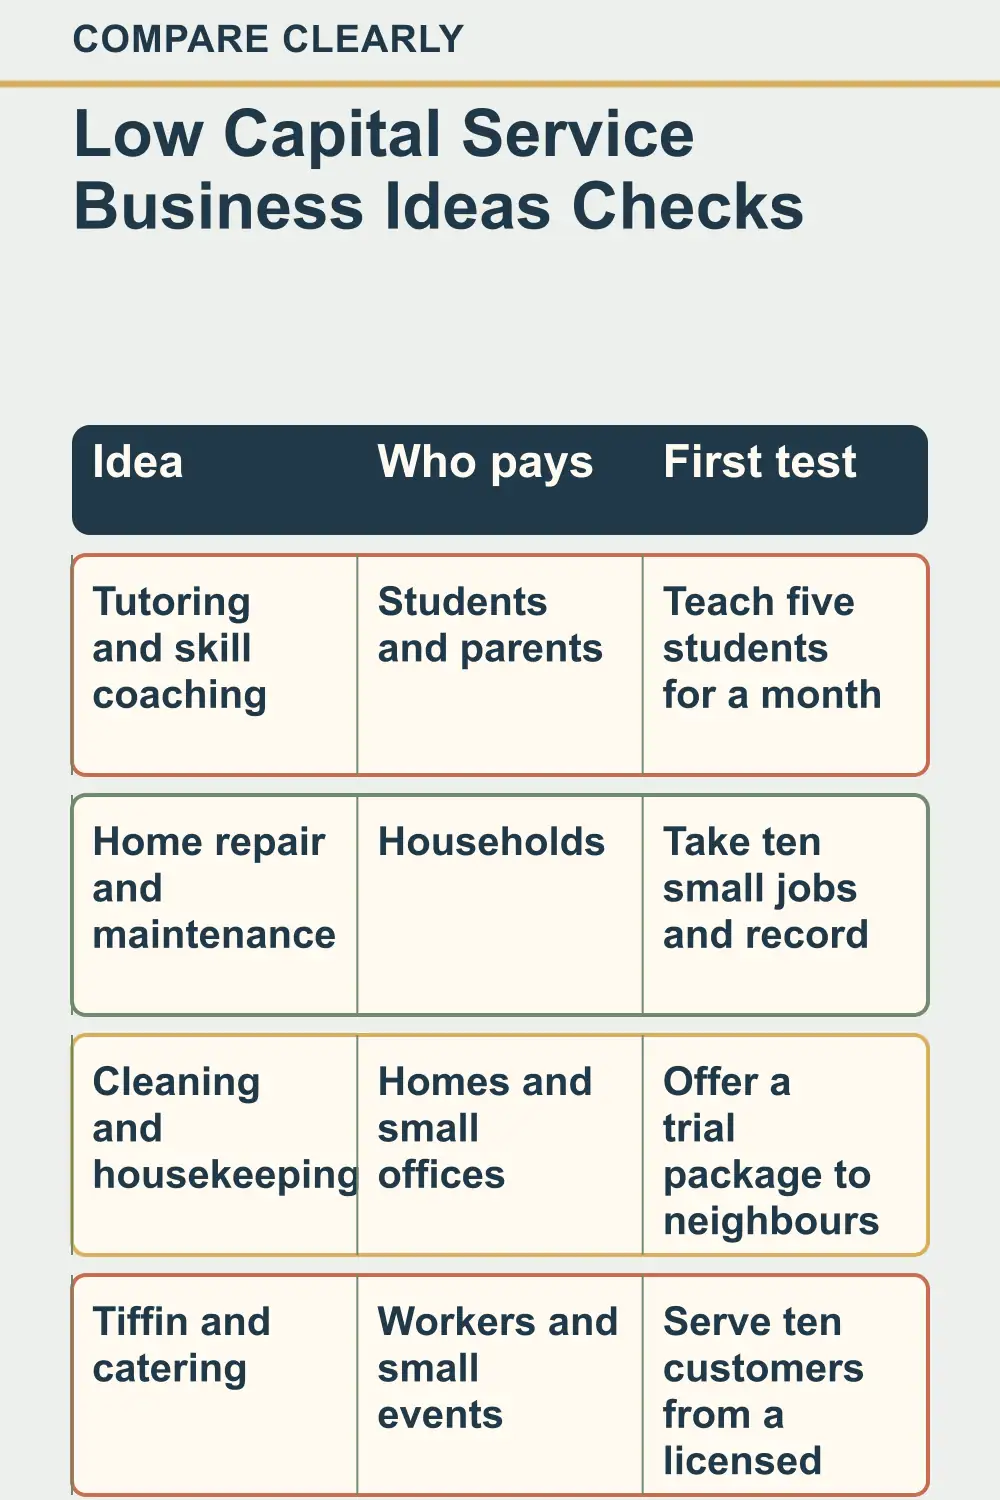 COMPARE CLEARLY
Low Capital Service
Business Ideas Checks
Idea
Who pays
First test
Tutoring
and skill
coaching
Students
and parents
Teach five
students
for a month
Home repair
and
maintenance
Households
Take ten
small jobs
and record
Cleaning
and
housekeeping
Homes and
small
offices
Offer a
trial
package to
neighbours
Tiffin and
catering
Workers and
small
events
Serve ten
customers
from a
licensed